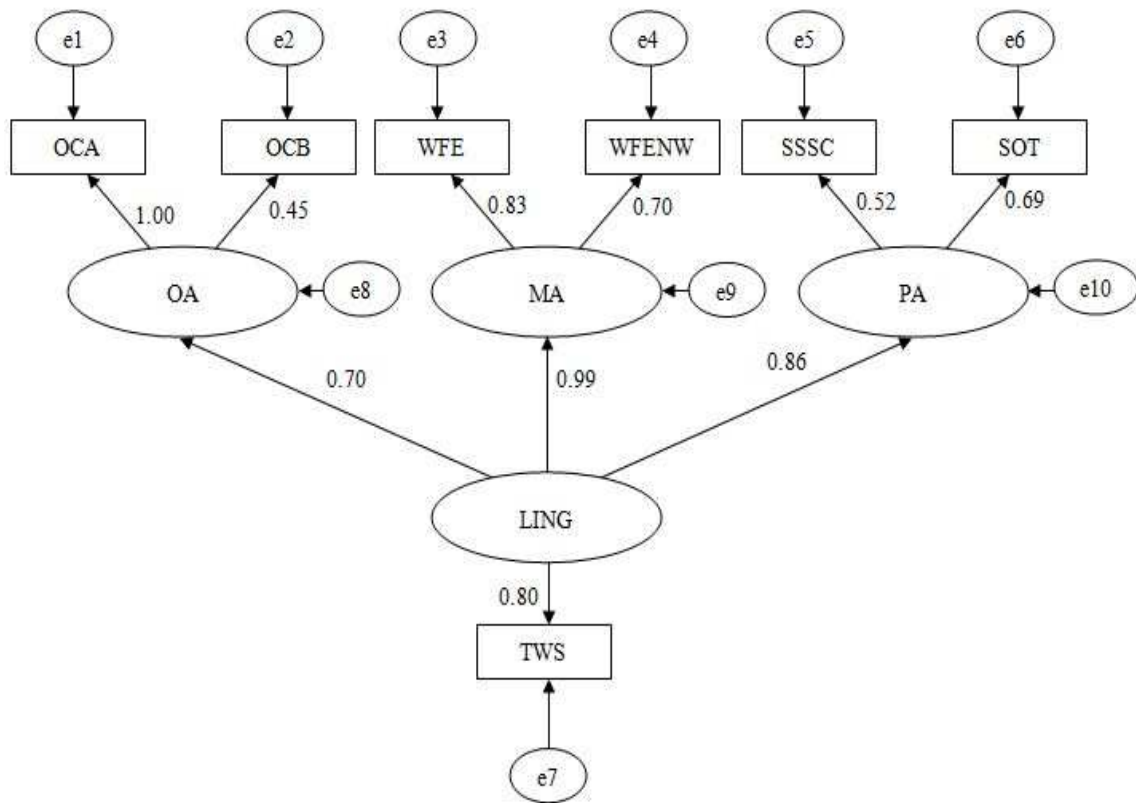 e1
e2
e3
e4
e5
e6
OCA
OCB
WFE
WFENW
SSSC
SOT
1.00
0.45
0.83
0.70
0.52
0.69
OA
e8
MA
e9
PA
e10
0.70
0.99
0.86
LING
0.80
TWS
e7